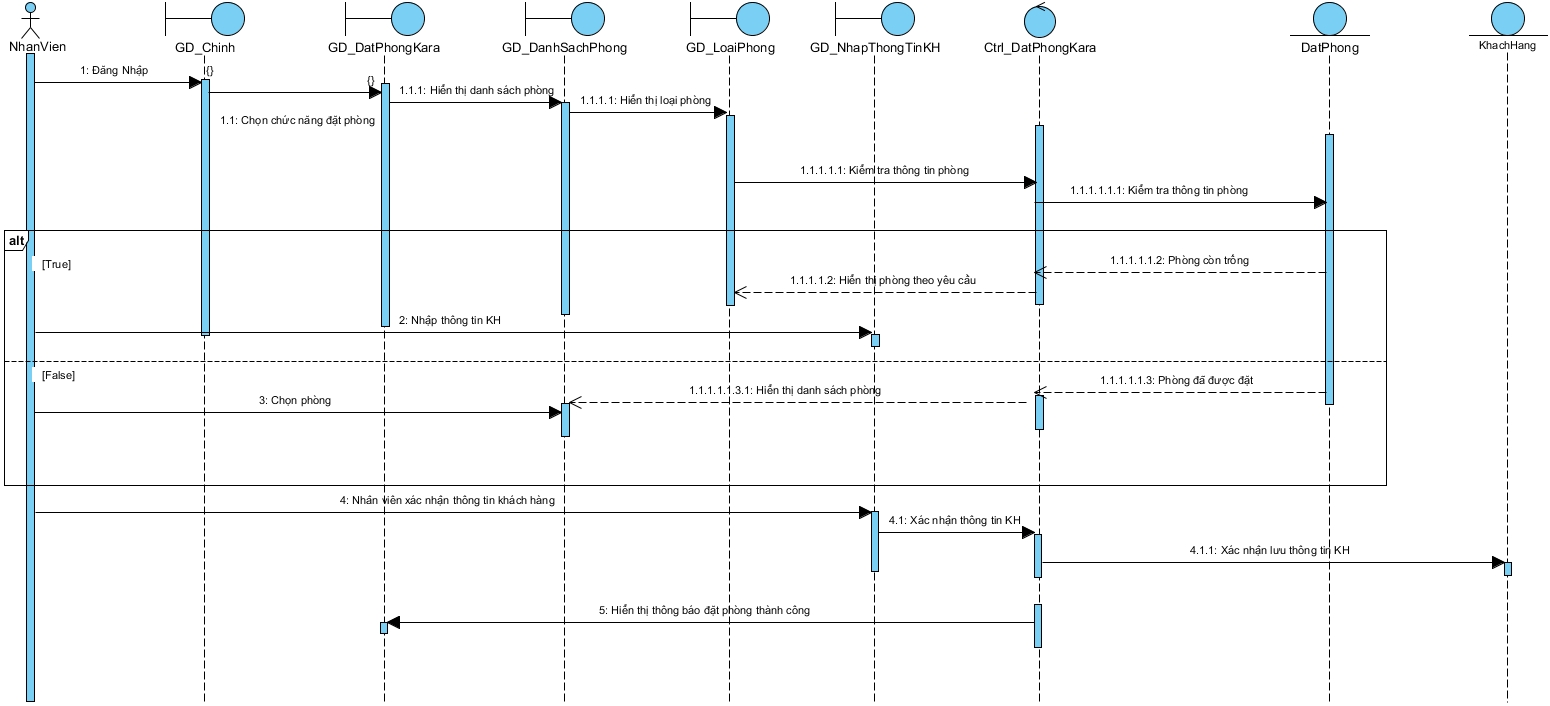 NhanVien
GD_Chinh
GD_DatPhongKara
GD_DanhSachPhong
GD_LoaiPhong
GD_NhapThongTinKH
Ctrl_DatPhongKara
DatPhong
KhachHang
1: Đăng Nhập
{}
{}
1.1: Chọn chức năng đặt phòng
1.1.1: Hiển thị danh sách phòng
1.1.1.1: Hiển thị loại phòng
1.1.1.1.1: Kiểm tra thông tin phòng
1.1.1.1.1.1: Kiểm tra thông tin phòng
alt
[True]
1.1.1.1.1.2: Phòng còn trống
1.1.1.1.2: Hiển thị phòng theo yêu cầu
2: Nhập thông tin KH
[False]
1.1.1.1.1.3: Phòng đã được đặt
1.1.1.1.1.3.1: Hiển thị danh sách phòng
3: Chọn phòng
4: Nhân viên xác nhận thông tin khách hàng
4.1: Xác nhận thông tin KH
4.1.1: Xác nhận lưu thông tin KH
5: Hiển thị thông báo đặt phòng thành công